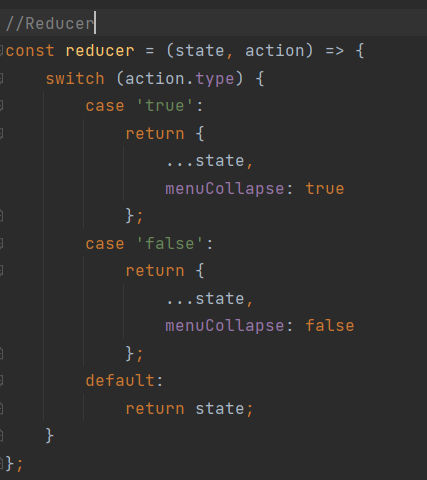 //Reducer
const reducer = (state, action) => {
    switch (action.type) {
        case 'true':
            return {
                ...state,
                menuCollapse: true
            };
        case 'false':
            return {
                ...state,
                menuCollapse: false
            };
        default:
            return state;
    }
};